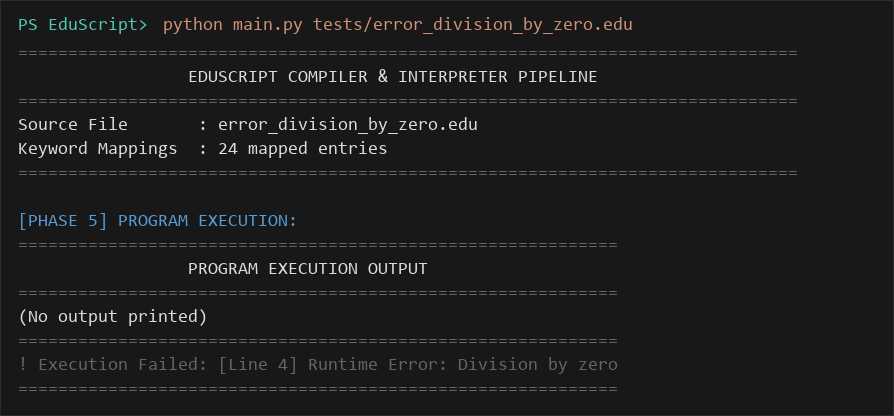 PS EduScript> python main.py tests/error_division_by_zero.edu
==============================================================================
EDUSCRIPT COMPILER & INTERPRETER PIPELINE
==============================================================================
Source File       : error_division_by_zero.edu
Keyword Mappings  : 24 mapped entries
==============================================================================
[PHASE 5] PROGRAM EXECUTION:
============================================================
PROGRAM EXECUTION OUTPUT
============================================================
(No output printed)
============================================================
! Execution Failed: [Line 4] Runtime Error: Division by zero
============================================================